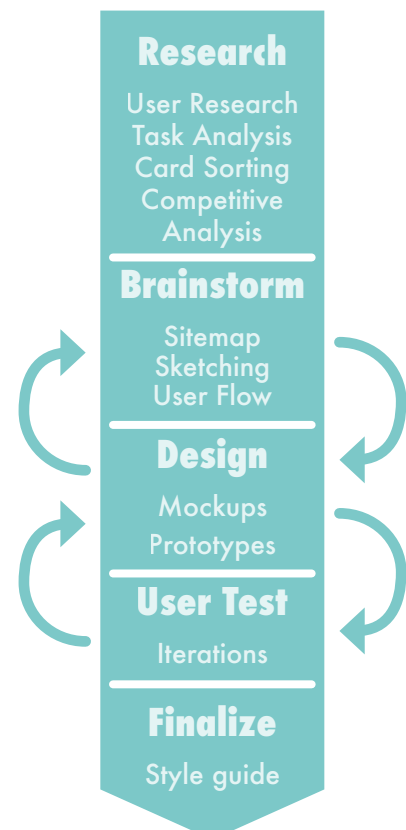 Research
User Research
Task Analysis
Card Sorting
Competitive
Analysis
Brainstorm
Sitemap
Sketching
User Flow
Design
Mockups
Prototypes
User Test
Iterations
Finalize
Style guide